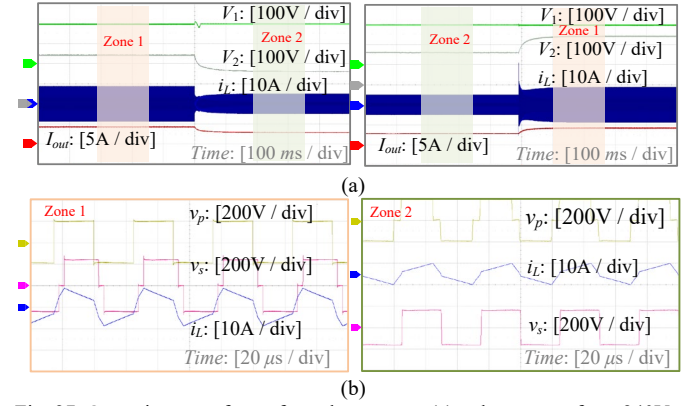 V1: [100V / div]
Zone 1
Zone 2
V2: [100V / div]
iL: [10A / div]
Iout: [5A / div]
Time: [100 ms / div]
V1: [100V / div]
Zone 2
Zone 1
V2: [100V / div]
iL: [10A / div]
Iout: [5A / div]
Time: [100 ms / div]
(a)
Zone 1
vp: [200V / div]
vs: [200V / div]
iL: [10A / div]
Time: [20 μs / div]
Zone 2
vp: [200V / div]
iL: [10A / div]
vs: [200V / div]
Time: [20 μs / div]
(b)